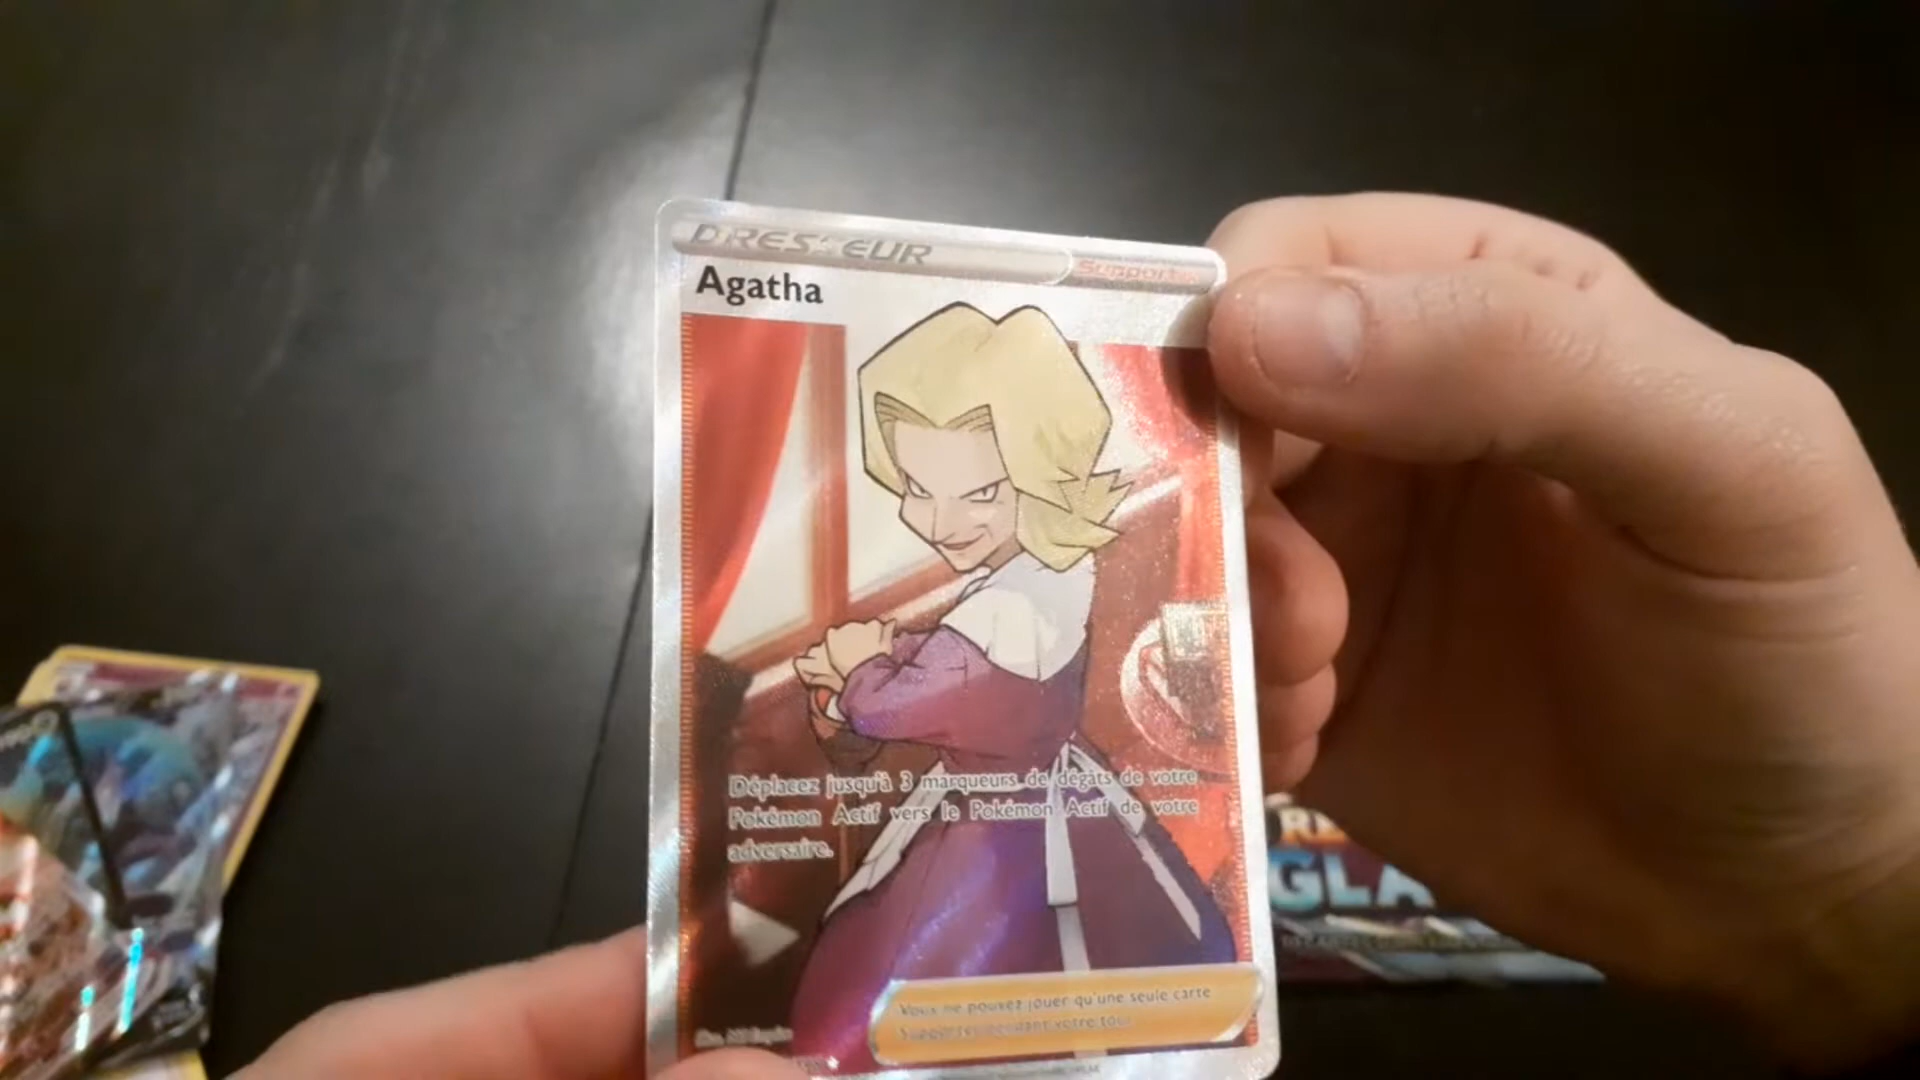 DRESSEUR
Supporter
Agatha
Déplacez jusqu'à 3 marqueurs de dégâts de votre
Pokémon Actif vers le Pokémon Actif de votre
adversaire.
Vous ne pouvez jouer qu'une seule carte
Supporter pendant votre tour.
GLA